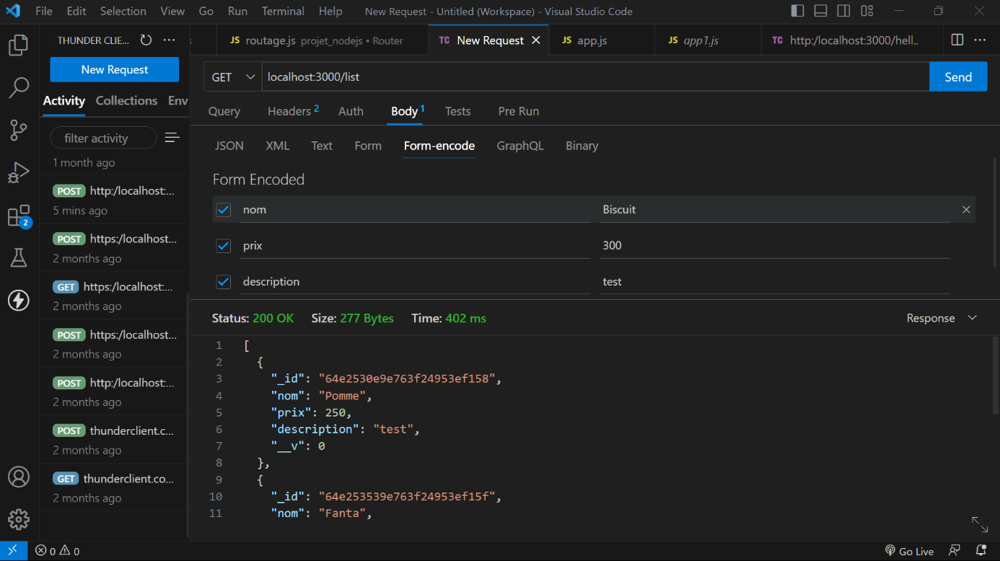 File Edit Selection View Go Run Terminal Help New Request - Untitled (Workspace) - Visual Studio Code
THUNDER CLIE... JS routage.js projet_nodejs • Router TC New Request JS app.js JS app1.js TC http:/localhost:3000/hell..
New Request GET localhost:3000/list Send
Activity Collections Env
Query Headers 2 Auth Body 1 Tests Pre Run
filter activity
JSON XML Text Form Form-encode GraphQL Binary
1 month ago
Form Encoded
POST http:/localhost:...
5 mins ago
nom Biscuit
POST https:/localhost...
2 months ago
prix 300
GET https:/localhost:...
2 months ago
description test
2
Status: 200 OK Size: 277 Bytes Time: 402 ms Response
POST https:/localhost...
2 months ago
POST http:/localhost:...
2 months ago
POST thunderclient.c...
2 months ago
GET thunderclient.co...
2 months ago
1 [
2 {
3 "_id": "64e2530e9e763f24953ef158",
4 "nom": "Pomme",
5 "prix": 250,
6 "description": "test",
7 "__v": 0
8 },
9 {
10 "_id": "64e253539e763f24953ef15f",
11 "nom": "Fanta",
0 0 Go Live